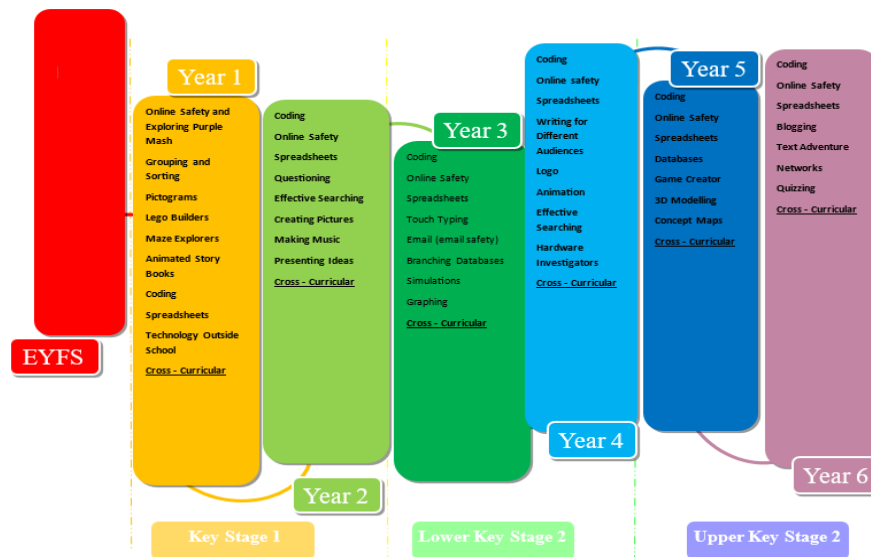 EYFS
Year 1
Online Safety and
Exploring Purple
Mash
Grouping and
Sorting
Pictograms
Lego Builders
Maze Explorers
Animated Story
Books
Coding
Spreadsheets
Technology Outside
School
Cross - Curricular
Coding
Online Safety
Spreadsheets
Questioning
Effective Searching
Creating Pictures
Making Music
Presenting Ideas
Cross - Curricular
Year 2
Year 3
Coding
Online Safety
Spreadsheets
Touch Typing
Email (email safety)
Branching Databases
Simulations
Graphing
Cross - Curricular
Coding
Online safety
Spreadsheets
Writing for
Different
Audiences
Logo
Animation
Effective
Searching
Hardware
Investigators
Cross - Curricular
Year 4
Year 5
Coding
Online Safety
Spreadsheets
Databases
Game Creator
3D Modelling
Concept Maps
Cross - Curricular
Coding
Online Safety
Spreadsheets
Blogging
Text Adventure
Networks
Quizzing
Cross - Curricular
Year 6
Key Stage 1
Lower Key Stage 2
Upper Key Stage 2